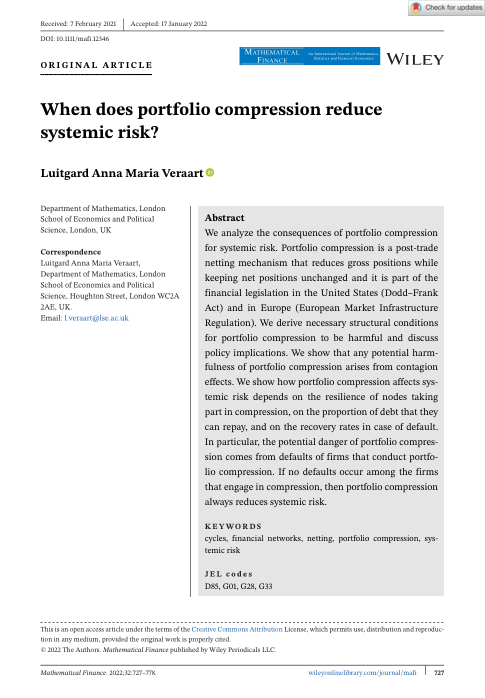 Check for updates
Received: 7 February 2021 Accepted: 17 January 2022
DOI: 10.1111/mafi.12346
ORIGINAL ARTICLE
MATHEMATICAL FINANCE An International Journal of Mathematics, Statistics and Financial Economics WILEY
When does portfolio compression reduce
systemic risk?
Luitgard Anna Maria Veraart
Department of Mathematics, London
School of Economics and Political
Science, London, UK
Correspondence
Luitgard Anna Maria Veraart,
Department of Mathematics, London
School of Economics and Political
Science, Houghton Street, London WC2A
2AE, UK.
Email: l.veraart@lse.ac.uk
Abstract
We analyze the consequences of portfolio compression
for systemic risk. Portfolio compression is a post-trade
netting mechanism that reduces gross positions while
keeping net positions unchanged and it is part of the
financial legislation in the United States (Dodd–Frank
Act) and in Europe (European Market Infrastructure
Regulation). We derive necessary structural conditions
for portfolio compression to be harmful and discuss
policy implications. We show that any potential harm-
fulness of portfolio compression arises from contagion
effects. We show how portfolio compression affects sys-
temic risk depends on the resilience of nodes taking
part in compression, on the proportion of debt that they
can repay, and on the recovery rates in case of default.
In particular, the potential danger of portfolio compres-
sion comes from defaults of firms that conduct portfo-
lio compression. If no defaults occur among the firms
that engage in compression, then portfolio compression
always reduces systemic risk.
KEYWORDS
cycles, financial networks, netting, portfolio compression, sys-
temic risk
JEL codes
D85, G01, G28, G33
This is an open access article under the terms of the Creative Commons Attribution License, which permits use, distribution and reproduc-
tion in any medium, provided the original work is properly cited.
© 2022 The Authors. Mathematical Finance published by Wiley Periodicals LLC.
Mathematical Finance. 2022;32:727–778. wileyonlinelibrary.com/journal/mafi 727